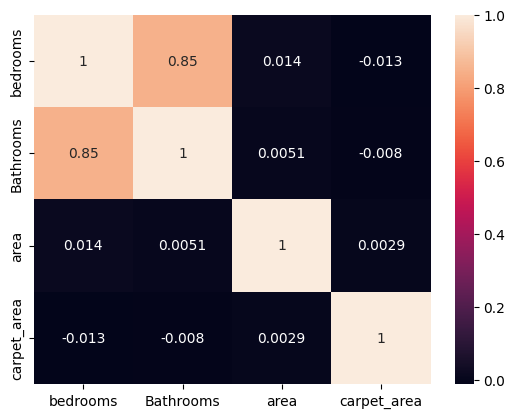 bedrooms
1 0.85 0.014 -0.013
Bathrooms
0.85 1 0.0051 -0.008
area
0.014 0.0051 1 0.0029
carpet_area
-0.013 -0.008 0.0029 1
bedrooms Bathrooms area carpet_area
1.0
0.8
0.6
0.4
0.2
0.0